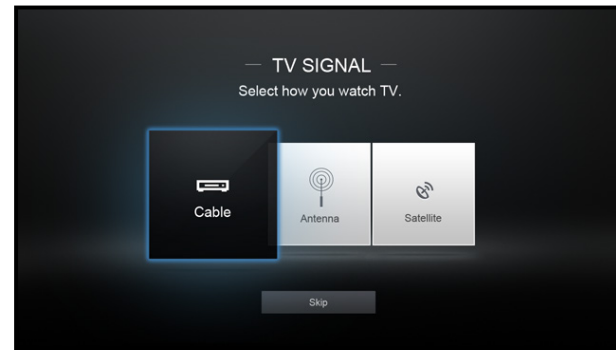 — TV SIGNAL —
Select how you watch TV.
Cable
Antenna
Satellite
Skip